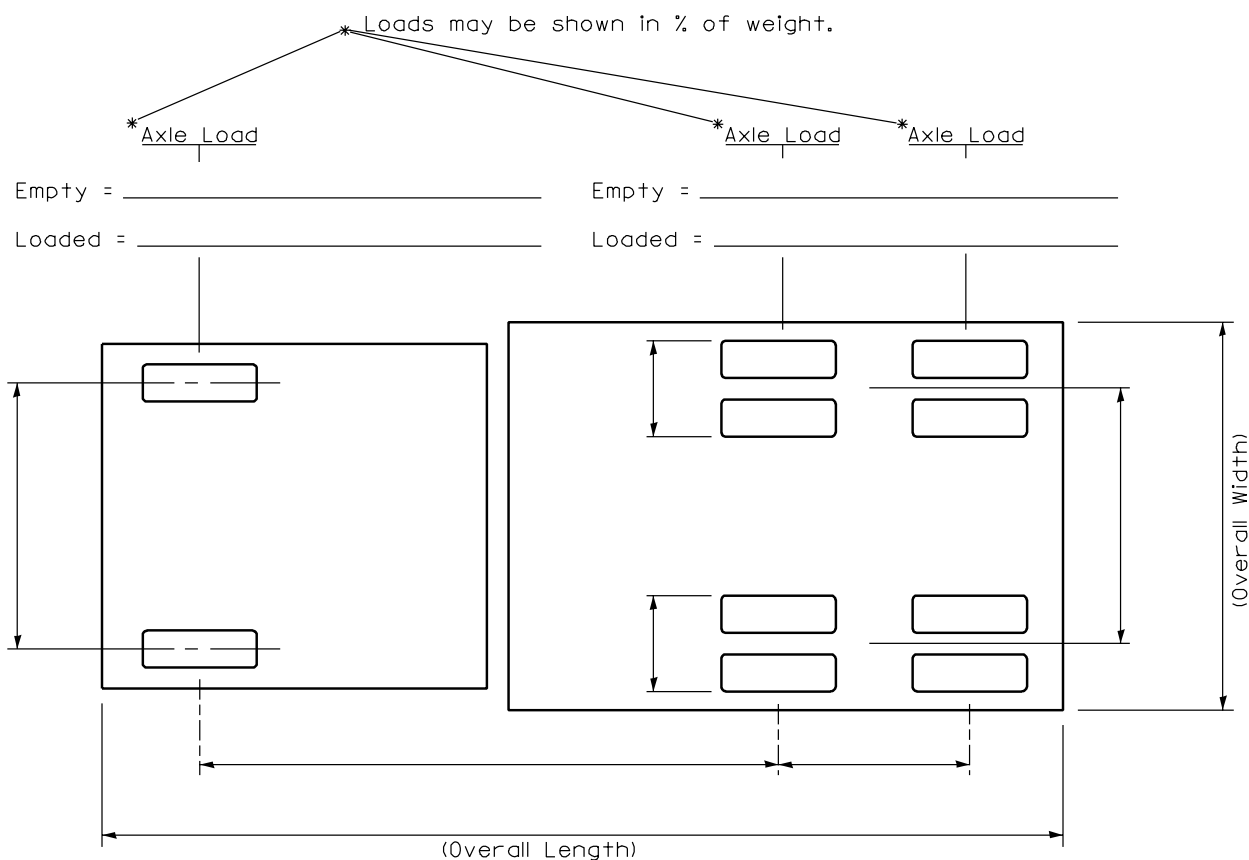 * Loads may be shown in % of weight.
* Axle Load
* Axle Load
* Axle Load
Empty =
Empty =
Loaded =
Loaded =
(Overall Width)
(Overall Length)